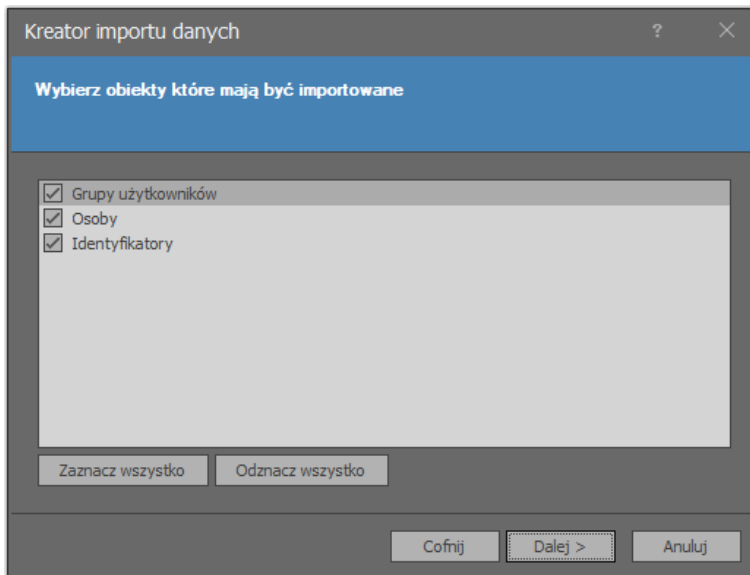 Kreator importu danych ?
Wybierz obiekty które mają być importowane
Grupy użytkowników
Osoby
Identyfikatory
Zaznacz wszystko Odznacz wszystko
Cofnij Dalej > Anuluj